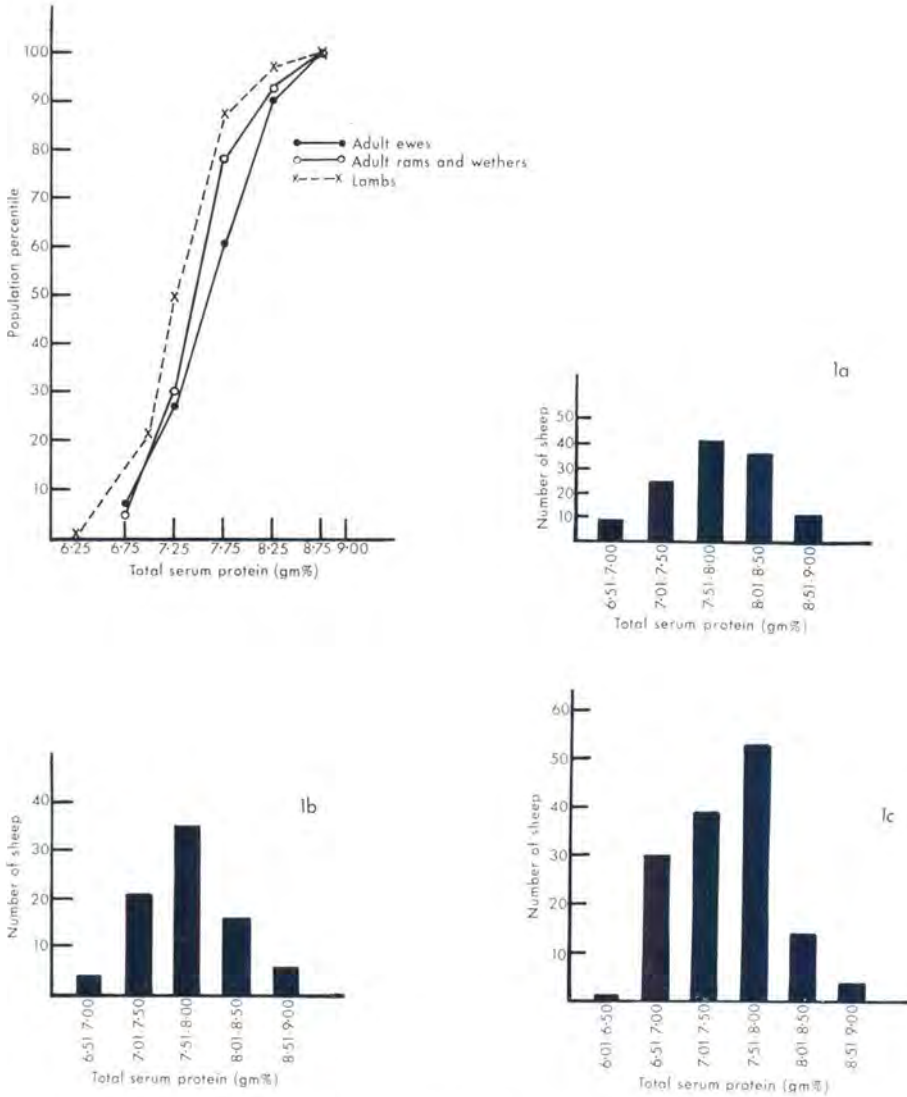 100
90
80
70
60
50
40
30
20
10
Population percentile
6·25 6·75 7·25 7·75 8·25 8·75 9·00
Total serum protein (gm%)
Adult ewes
Adult rams and wethers
Lambs
1a
50
40
30
20
10
Number of sheep
6·51-7·00
7·01-7·50
7·51-8·00
8·01-8·50
8·51-9·00
Total serum protein (gm%)
1b
40
30
20
10
Number of sheep
6·51-7·00
7·01-7·50
7·51-8·00
8·01-8·50
8·51-9·00
Total serum protein (gm%)
1c
60
50
40
30
20
10
Number of sheep
6·01-6·50
6·51-7·00
7·01-7·50
7·51-8·00
8·01-8·50
8·51-9·00
Total serum protein (gm%)